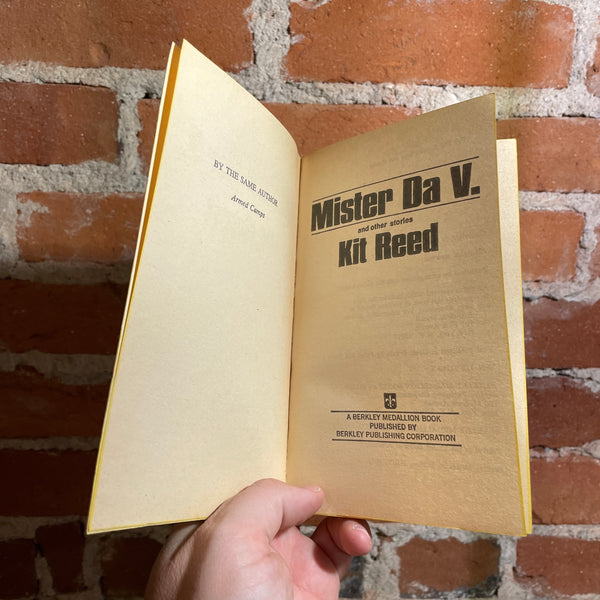 BY THE SAME AUTHOR
Armed Camps
Mister Da V.
and other stories
Kit Reed
A BERKLEY MEDALLION BOOK
PUBLISHED BY
BERKLEY PUBLISHING CORPORATION